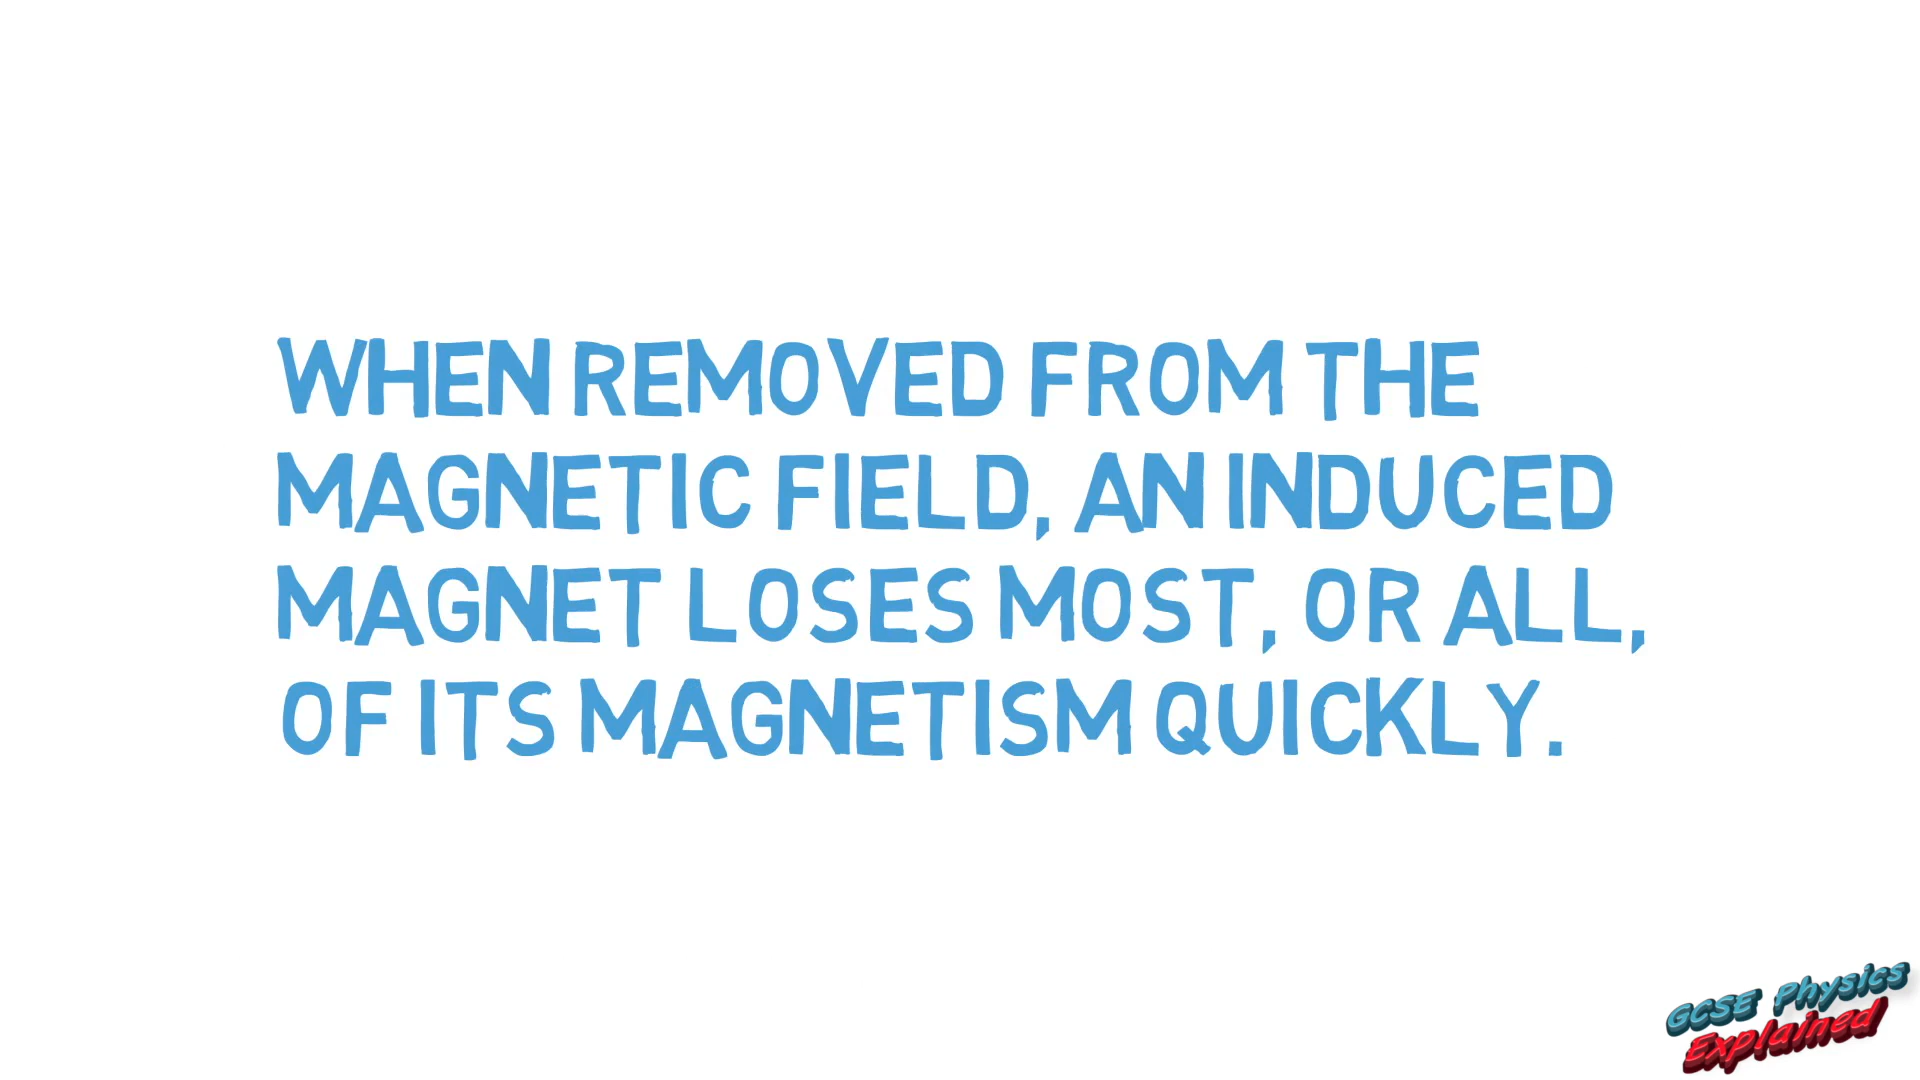 WHEN REMOVED FROM THE
MAGNETIC FIELD, AN INDUCED
MAGNET LOSES MOST, OR ALL,
OF ITS MAGNETISM QUICKLY.
GCSE Physics
Explained